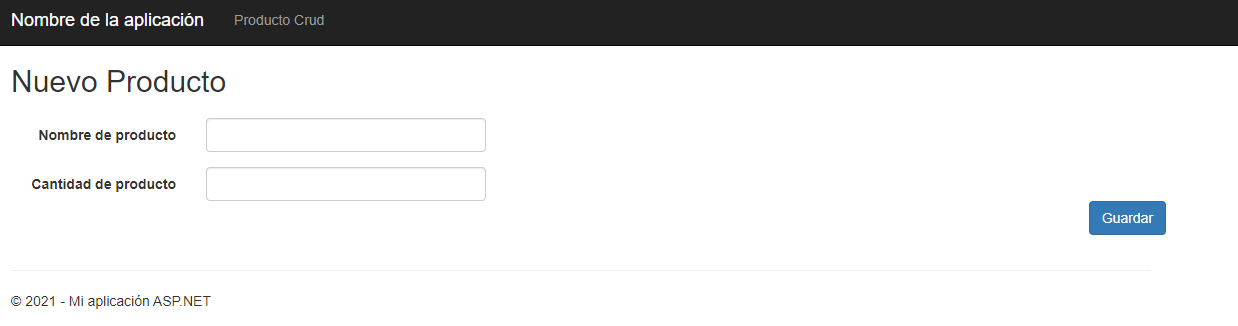 Nombre de la aplicación Producto Crud
Nuevo Producto
Nombre de producto
Cantidad de producto
Guardar
© 2021 - Mi aplicación ASP.NET